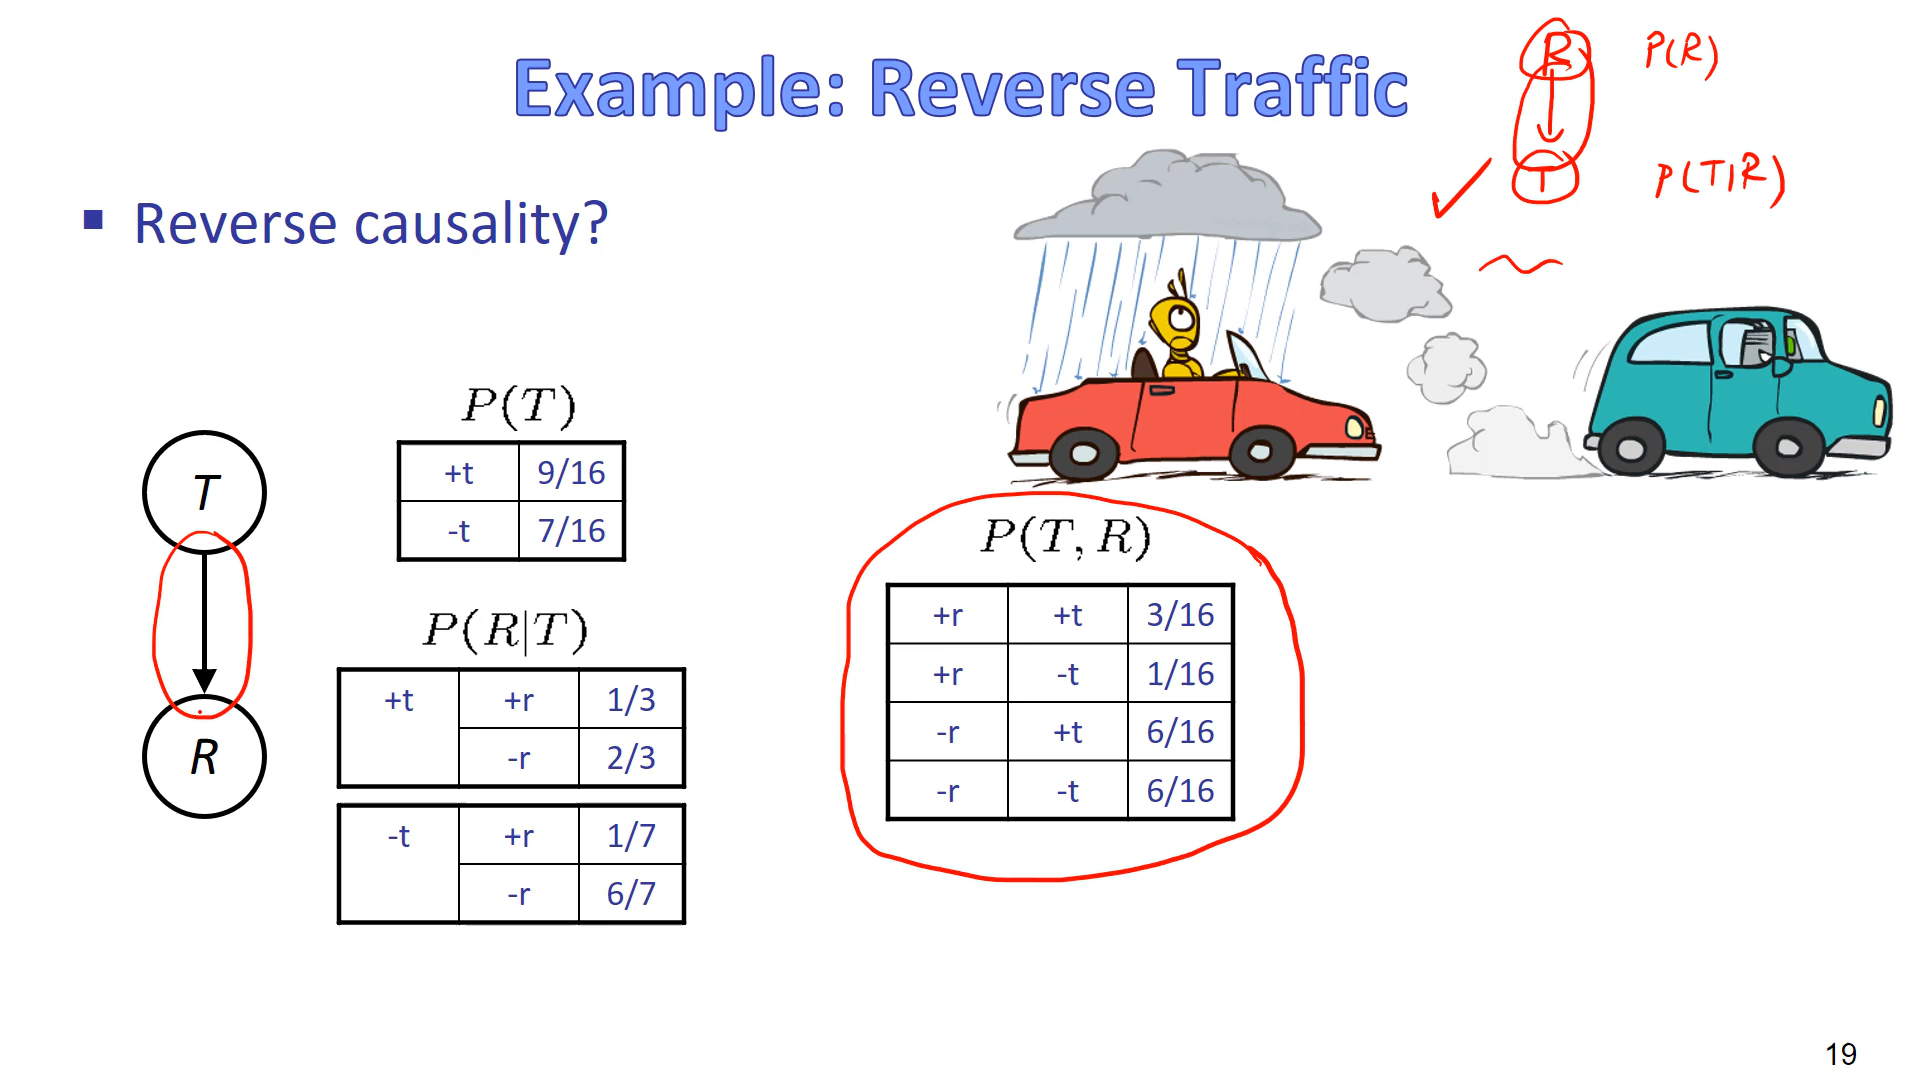 Example: Reverse Traffic
R P(R)
T P(T|R)
▪ Reverse causality?
T
R
P(T)
+t 9/16
-t 7/16
P(R|T)
+t +r 1/3
-r 2/3
-t +r 1/7
-r 6/7
P(T, R)
+r +t 3/16
+r -t 1/16
-r +t 6/16
-r -t 6/16
19